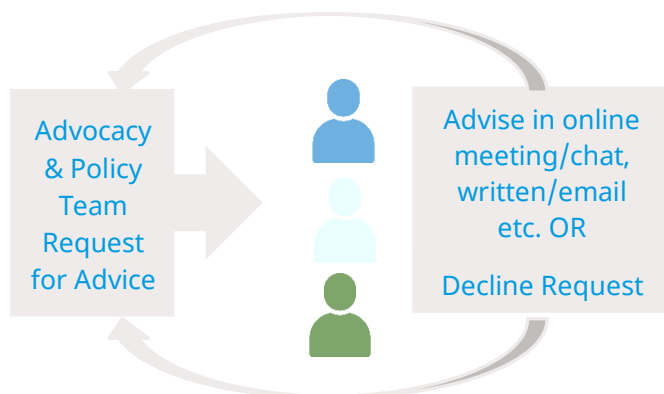 Advocacy
& Policy
Team
Request
for Advice
Advise in online
meeting/chat,
written/email
etc. OR
Decline Request